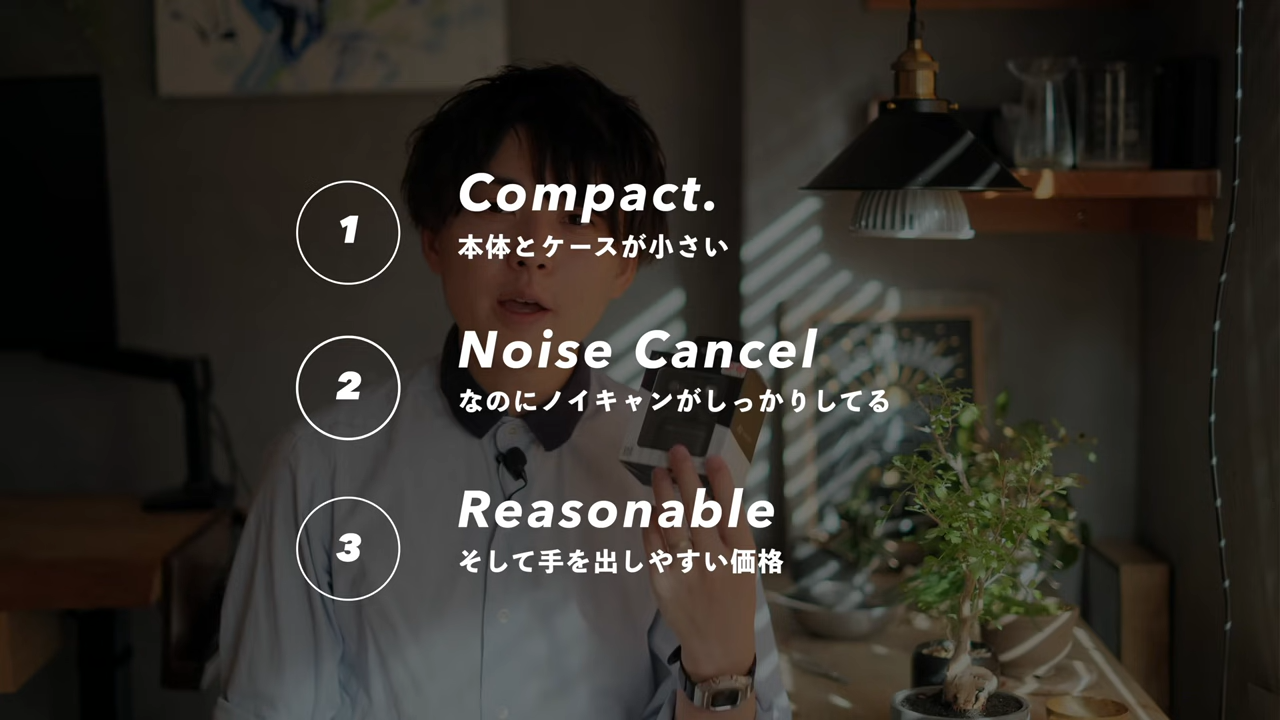 1
Compact.
本体とケースが小さい
2
Noise Cancel
なのにノイキャンがしっかりしてる
3
Reasonable
そして手を出しやすい価格